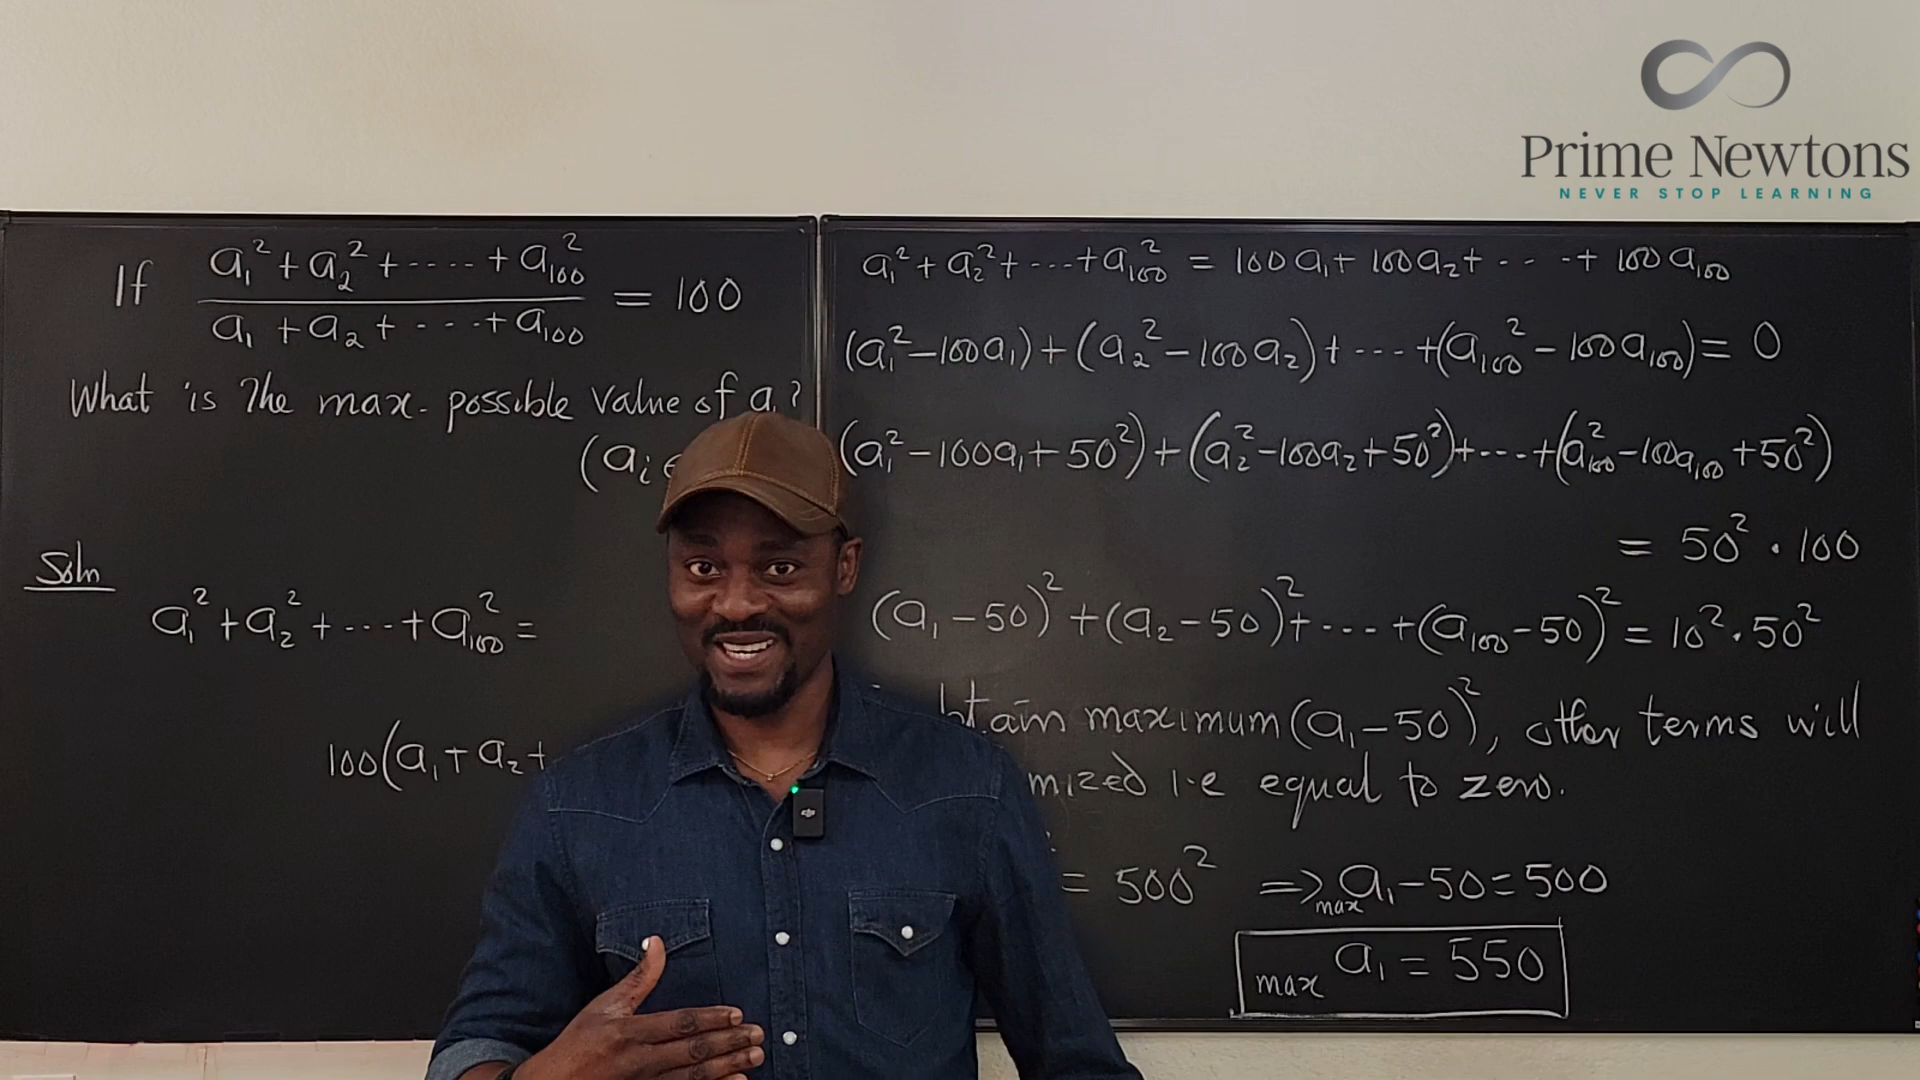 Prime Newtons
NEVER STOP LEARNING
If (a₁² + a₂² + ···· + a₁₀₀²) / (a₁ + a₂ + ···· + a₁₀₀) = 100
What is the max. possible value of a₁?
(aᵢ ∈
Soln
a₁² + a₂² + ···· + a₁₀₀² =
100(a₁ + a₂ +
a₁² + a₂² + ···· + a₁₀₀² = 100a₁ + 100a₂ + ···· + 100a₁₀₀
(a₁² – 100a₁) + (a₂² – 100a₂) + ···· + (a₁₀₀² – 100a₁₀₀) = 0
(a₁² – 100a₁ + 50²) + (a₂² – 100a₂ + 50²) + ···· + (a₁₀₀² – 100a₁₀₀ + 50²)
= 50² · 100
(a₁ – 50)² + (a₂ – 50)² + ···· + (a₁₀₀ – 50)² = 10² · 50²
maximum (a₁ – 50)², other terms will
i.e equal to zero.
= 500² ⇒ max a₁ – 50 = 500
max a₁ = 550